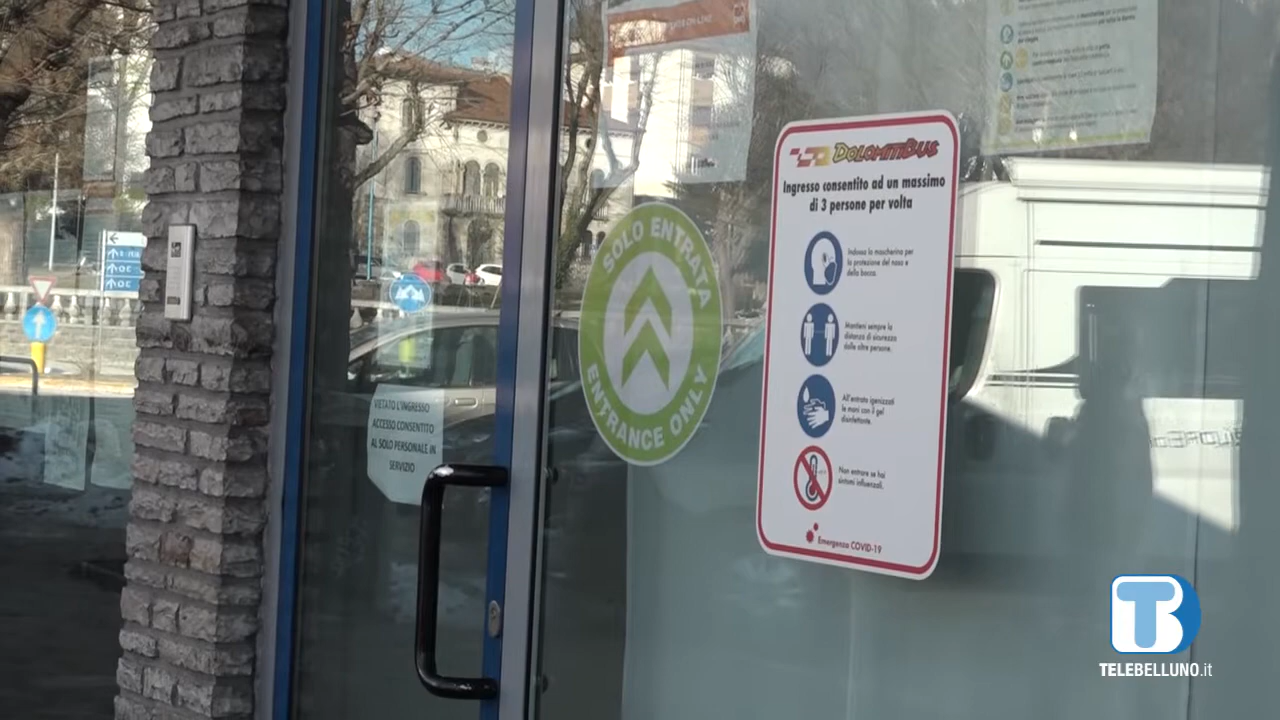 DOLOMITIBUS
Ingresso consentito ad un massimo
di 3 persone per volta
Indossa la mascherina per
la protezione del naso e
della bocca.
Mantieni sempre la
distanza di sicurezza
dalle altre persone.
All'entrata igenizzati
le mani con il gel
disinfettante.
Non entrare se hai
sintomi influenzali.
Emergenza COVID-19
SOLO ENTRATA
ENTRANCE ONLY
VIETATO L'INGRESSO
ACCESSO CONSENTITO
AL SOLO PERSONALE IN
SERVIZIO
TB
TELEBELLUNO.it